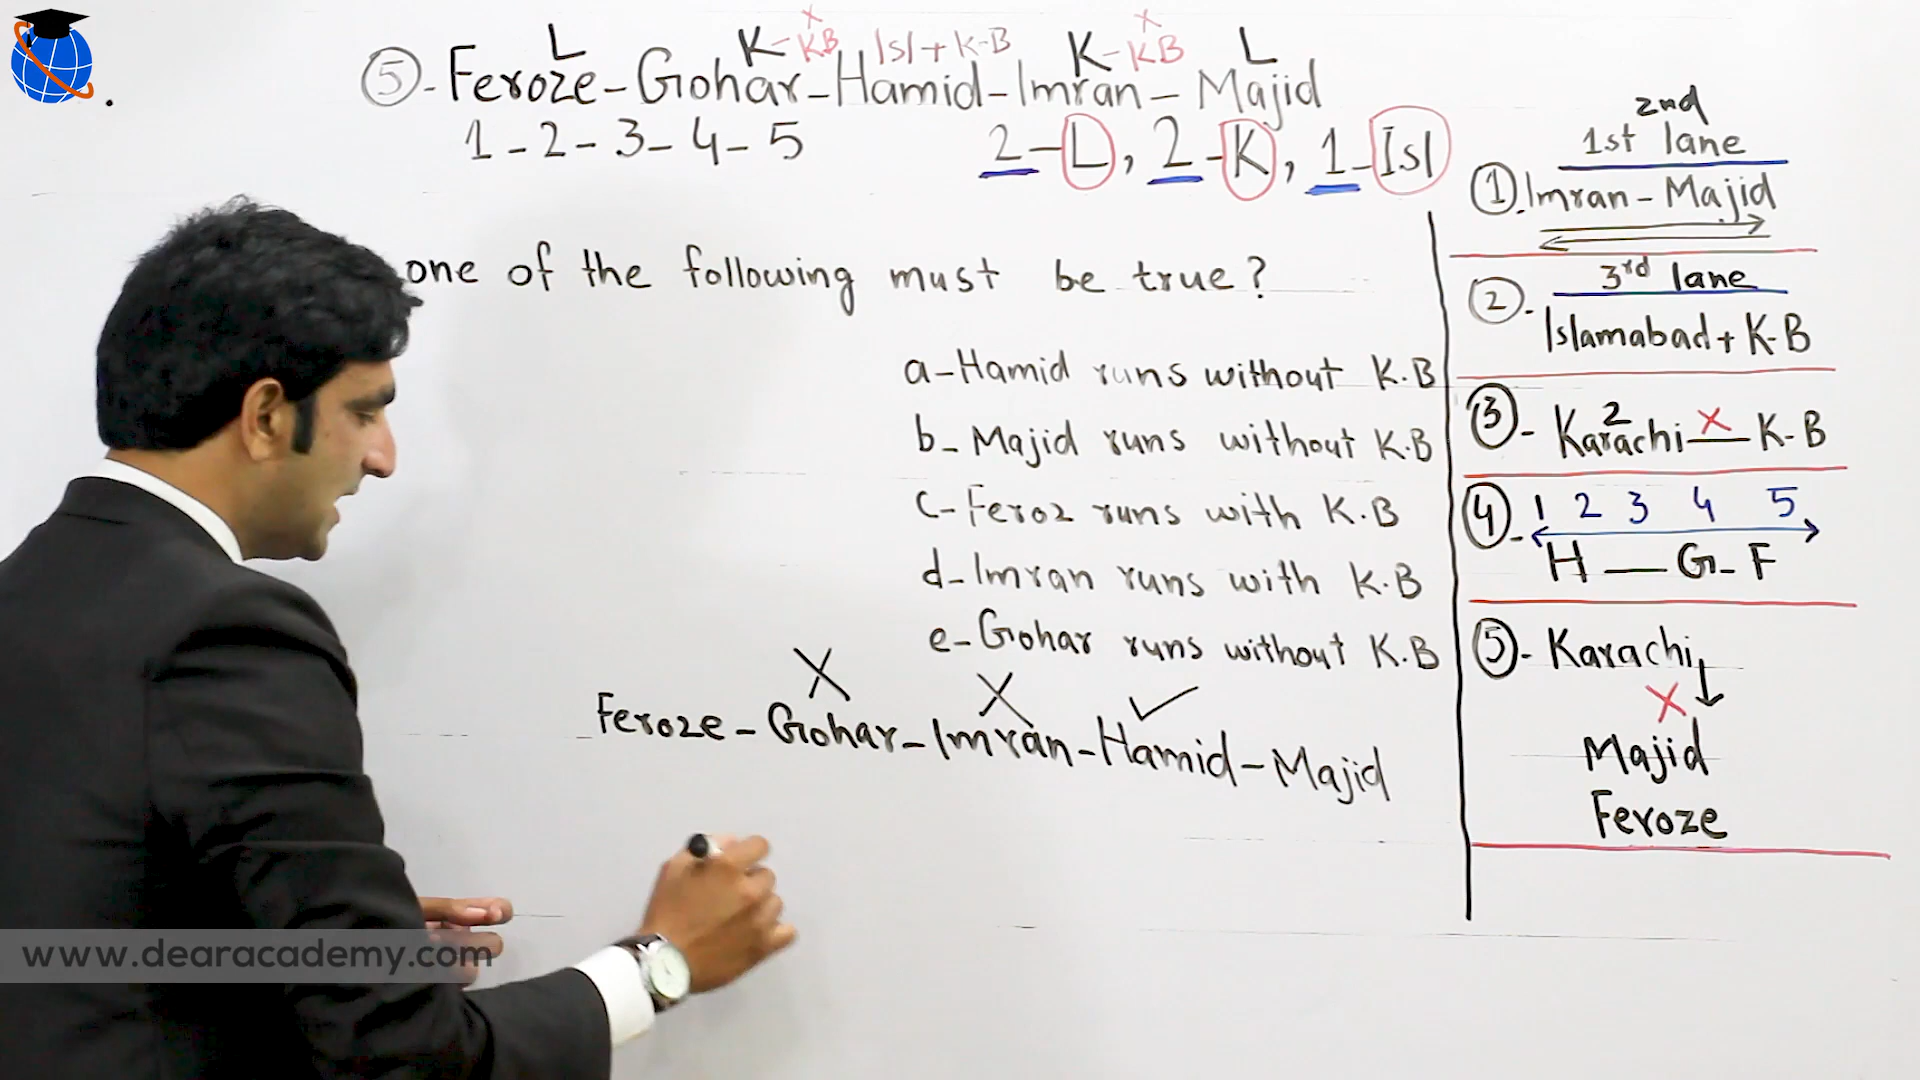 L K-KB Isl+K-B K-KB L
X X
5-Feroze-Gohar-Hamid-Imran-Majid
1-2-3-4-5 2-L, 2-K, 1-Isl
one of the following must be true?
a-Hamid runs without K.B
b-Majid runs without K.B
c-Feroz runs with K.B
d-Imran runs with K.B
e-Gohar runs without K.B
X X ✓
Feroze-Gohar-Imran-Hamid-Majid
2nd
1st lane
1.Imran-Majid
3rd lane
2.
Islamabad+K-B
2 X
3-Karachi—K-B
4- 1 2 3 4 5
H — G-F
5-Karachi
X
Majid
Feroze
www.dearacademy.com